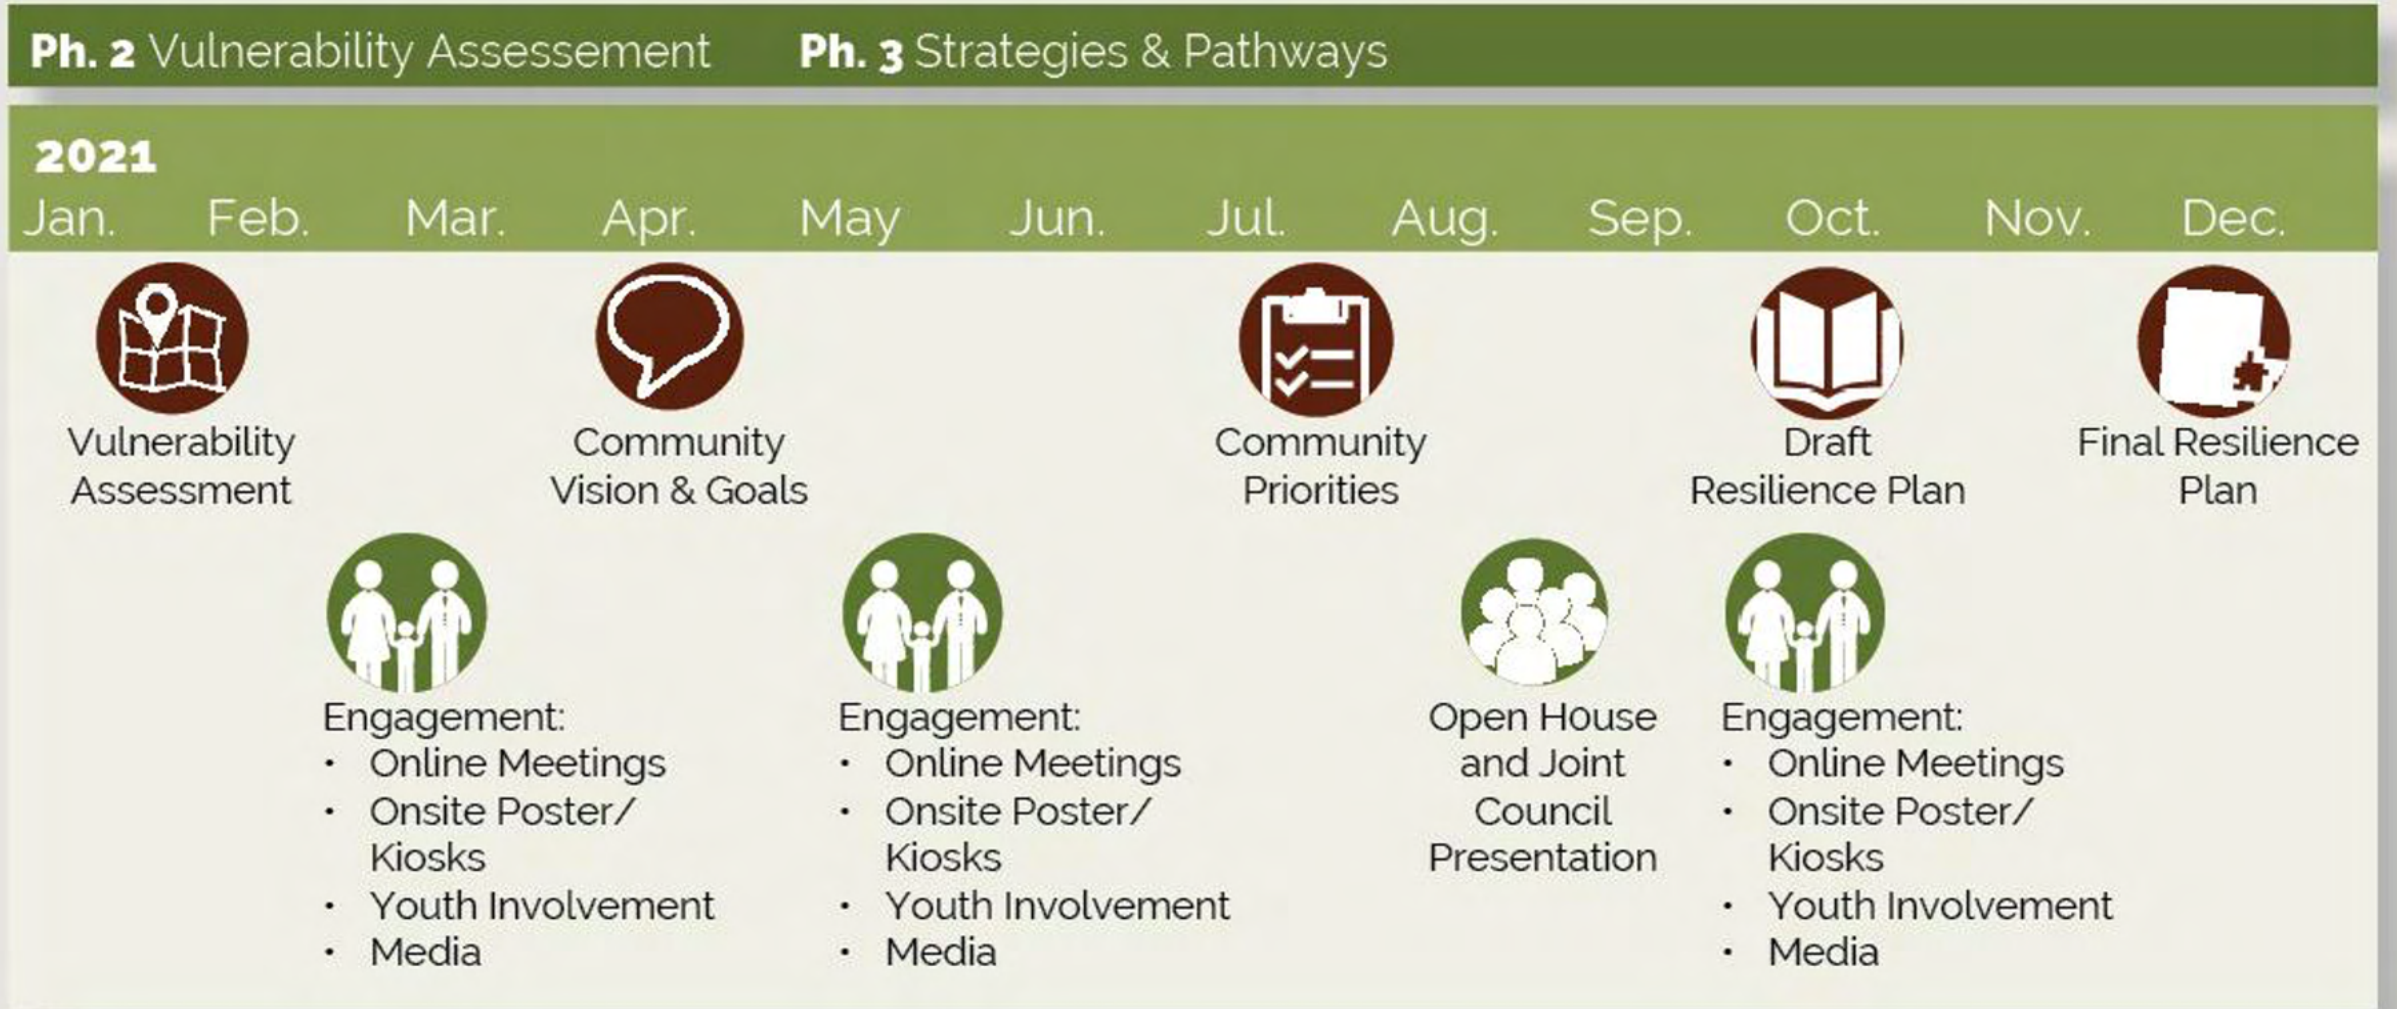 Ph. 2 Vulnerability Assessement Ph. 3 Strategies & Pathways
2021
Jan. Feb. Mar. Apr. May Jun. Jul. Aug. Sep. Oct. Nov. Dec.
Vulnerability
Assessment
Community
Vision & Goals
Community
Priorities
Draft
Resilience Plan
Final Resilience
Plan
Engagement:
• Online Meetings
• Onsite Poster/
Kiosks
• Youth Involvement
• Media
Engagement:
• Online Meetings
• Onsite Poster/
Kiosks
• Youth Involvement
• Media
Open House
and Joint
Council
Presentation
Engagement:
• Online Meetings
• Onsite Poster/
Kiosks
• Youth Involvement
• Media